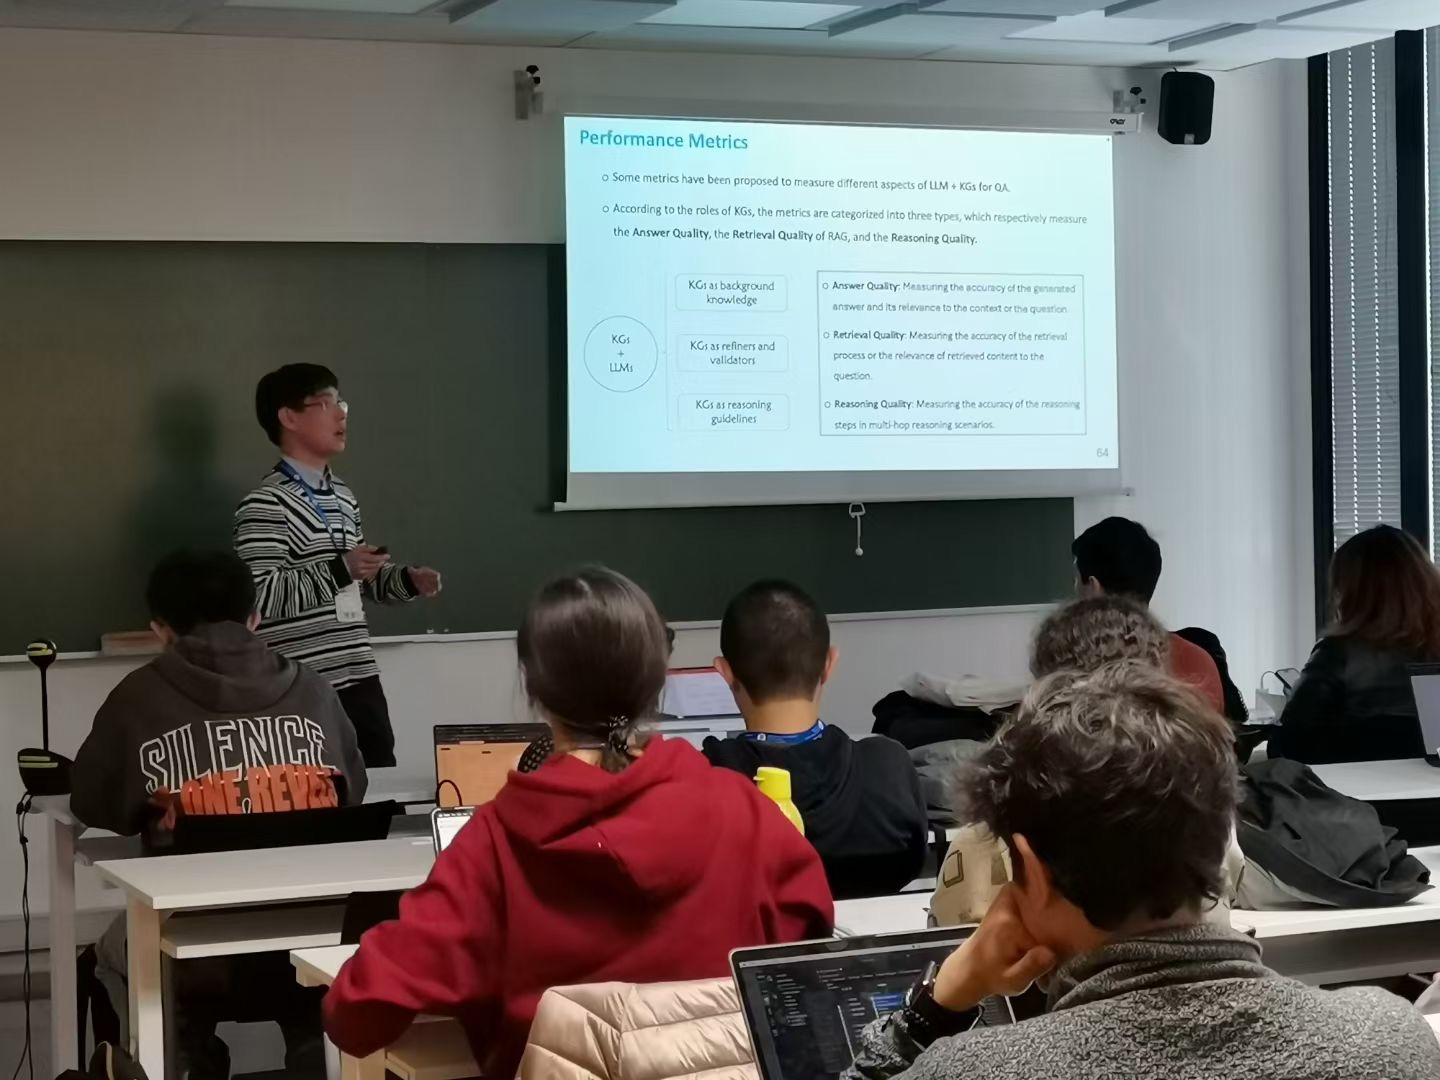 Performance Metrics
o Some metrics have been proposed to measure different aspects of LLM + KGs for QA.
o According to the roles of KGs, the metrics are categorized into three types, which respectively measure
the Answer Quality, the Retrieval Quality of RAG, and the Reasoning Quality.
KGs
+
LLMs
KGs as background
knowledge
KGs as refiners and
validators
KGs as reasoning
guidelines
o Answer Quality: Measuring the accuracy of the generated
answer and its relevance to the context or the question.
o Retrieval Quality: Measuring the accuracy of the retrieval
process or the relevance of retrieved content to the
question.
o Reasoning Quality: Measuring the accuracy of the reasoning
steps in multi-hop reasoning scenarios.
64
SILENCE